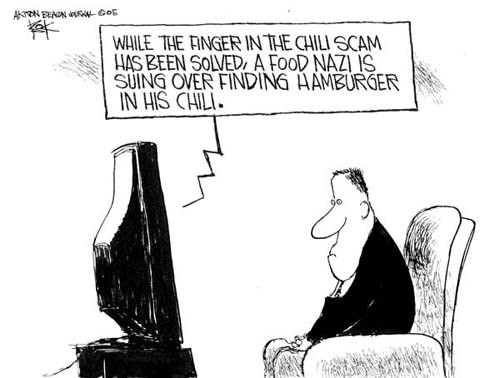 AKRON BEACON JOURNAL ©05
KOK
WHILE THE FINGER IN THE CHILI SCAM
HAS BEEN SOLVED, A FOOD NAZI IS
SUING OVER FINDING HAMBURGER
IN HIS CHILI.